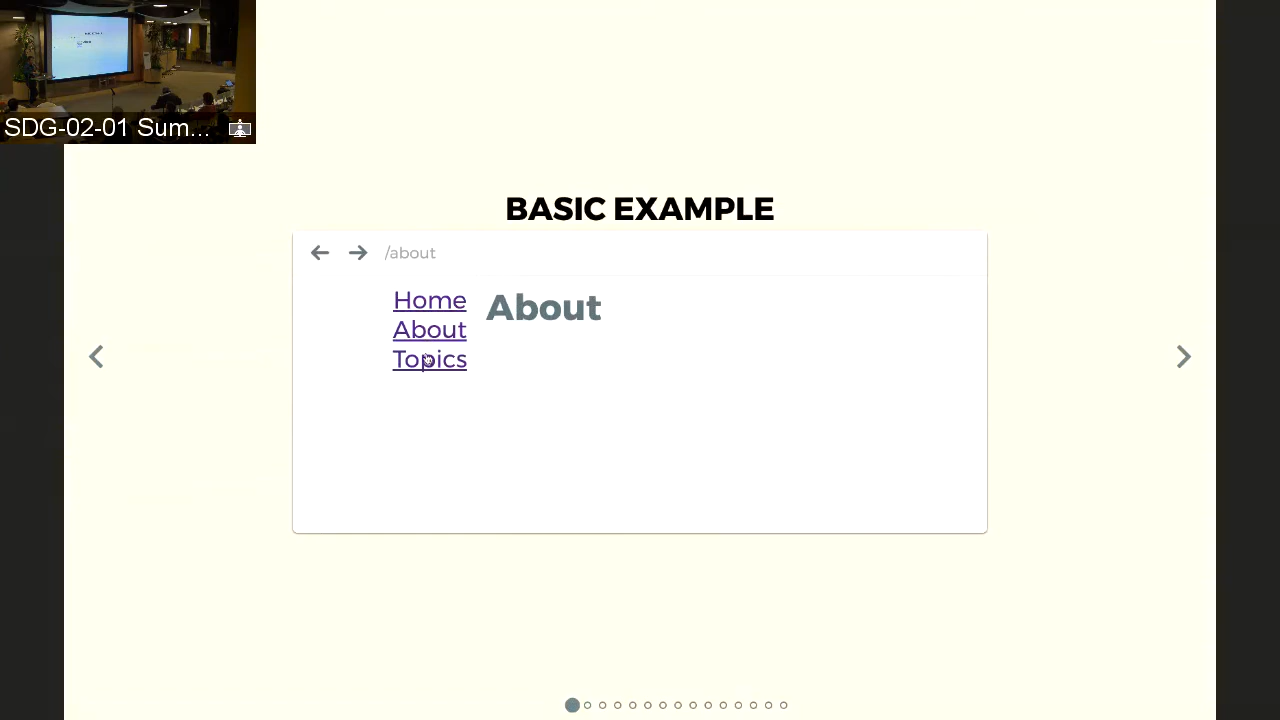 SDG-02-01 Sum...
BASIC EXAMPLE
/about
Home
About
Topics
About